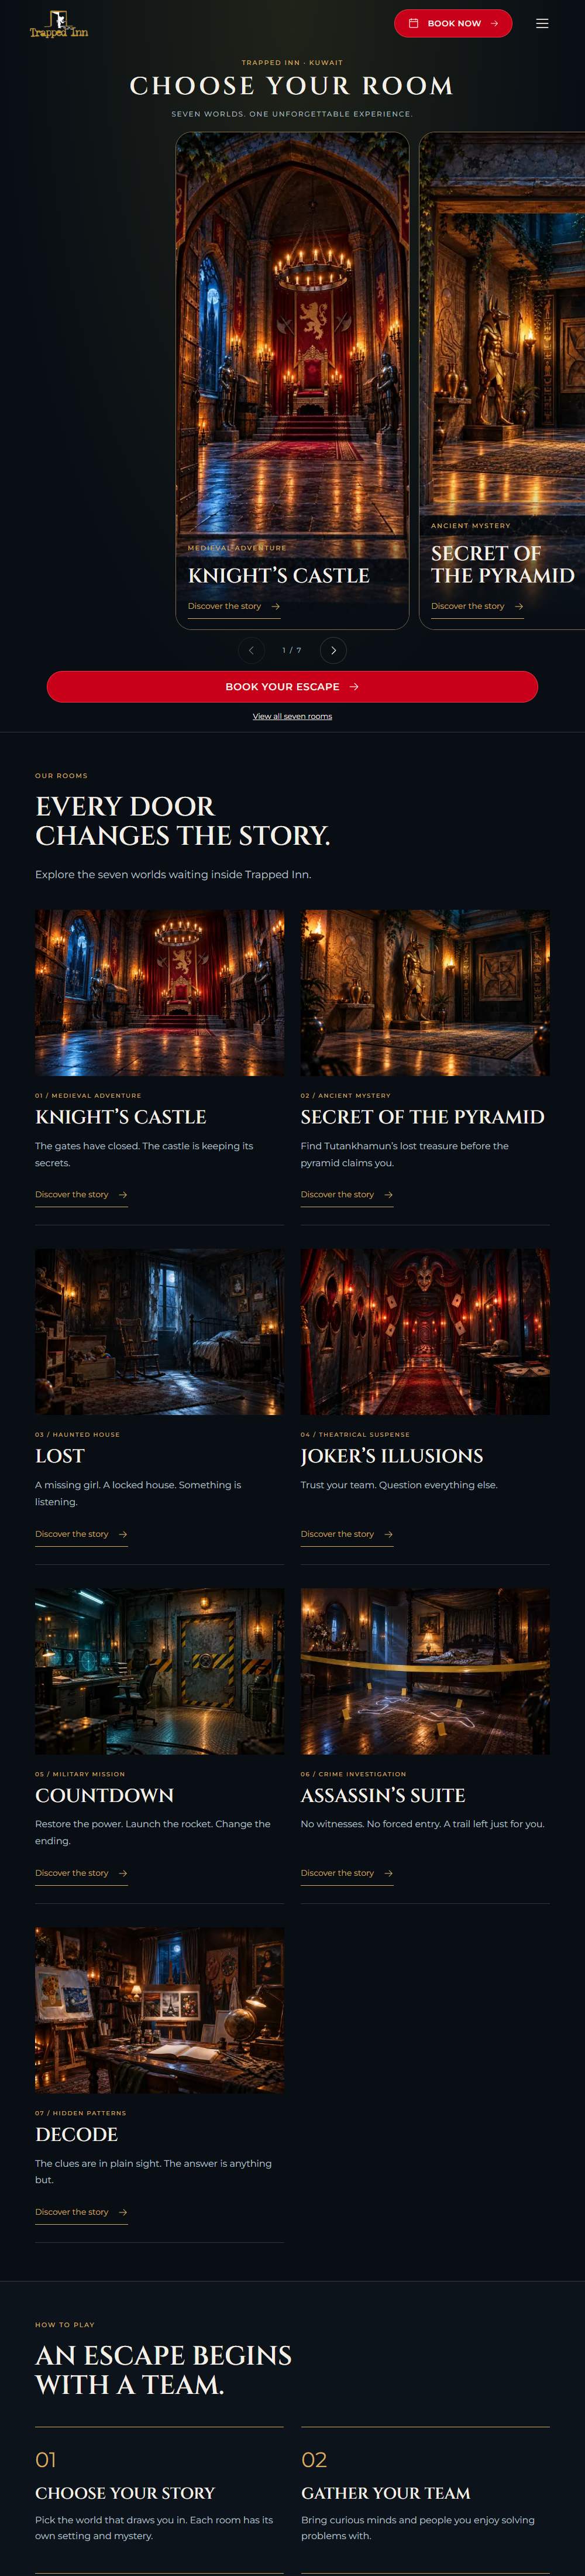 Trapped Inn
BOOK NOW
TRAPPED INN · KUWAIT
CHOOSE YOUR ROOM
SEVEN WORLDS. ONE UNFORGETTABLE EXPERIENCE.
MEDIEVAL ADVENTURE
KNIGHT’S CASTLE
Discover the story
ANCIENT MYSTERY
SECRET OF
THE PYRAMID
Discover the story
1 / 7
BOOK YOUR ESCAPE
View all seven rooms
OUR ROOMS
EVERY DOOR
CHANGES THE STORY.
Explore the seven worlds waiting inside Trapped Inn.
01 / MEDIEVAL ADVENTURE
KNIGHT’S CASTLE
The gates have closed. The castle is keeping its
secrets.
Discover the story
02 / ANCIENT MYSTERY
SECRET OF THE PYRAMID
Find Tutankhamun’s lost treasure before the
pyramid claims you.
Discover the story
03 / HAUNTED HOUSE
LOST
A missing girl. A locked house. Something is
listening.
Discover the story
04 / THEATRICAL SUSPENSE
JOKER’S ILLUSIONS
Trust your team. Question everything else.
Discover the story
05 / MILITARY MISSION
COUNTDOWN
Restore the power. Launch the rocket. Change the
ending.
Discover the story
06 / CRIME INVESTIGATION
ASSASSIN’S SUITE
No witnesses. No forced entry. A trail left just for you.
Discover the story
07 / HIDDEN PATTERNS
DECODE
The clues are in plain sight. The answer is anything
but.
Discover the story
HOW TO PLAY
AN ESCAPE BEGINS
WITH A TEAM.
01
CHOOSE YOUR STORY
Pick the world that draws you in. Each room has its
own setting and mystery.
02
GATHER YOUR TEAM
Bring curious minds and people you enjoy solving
problems with.